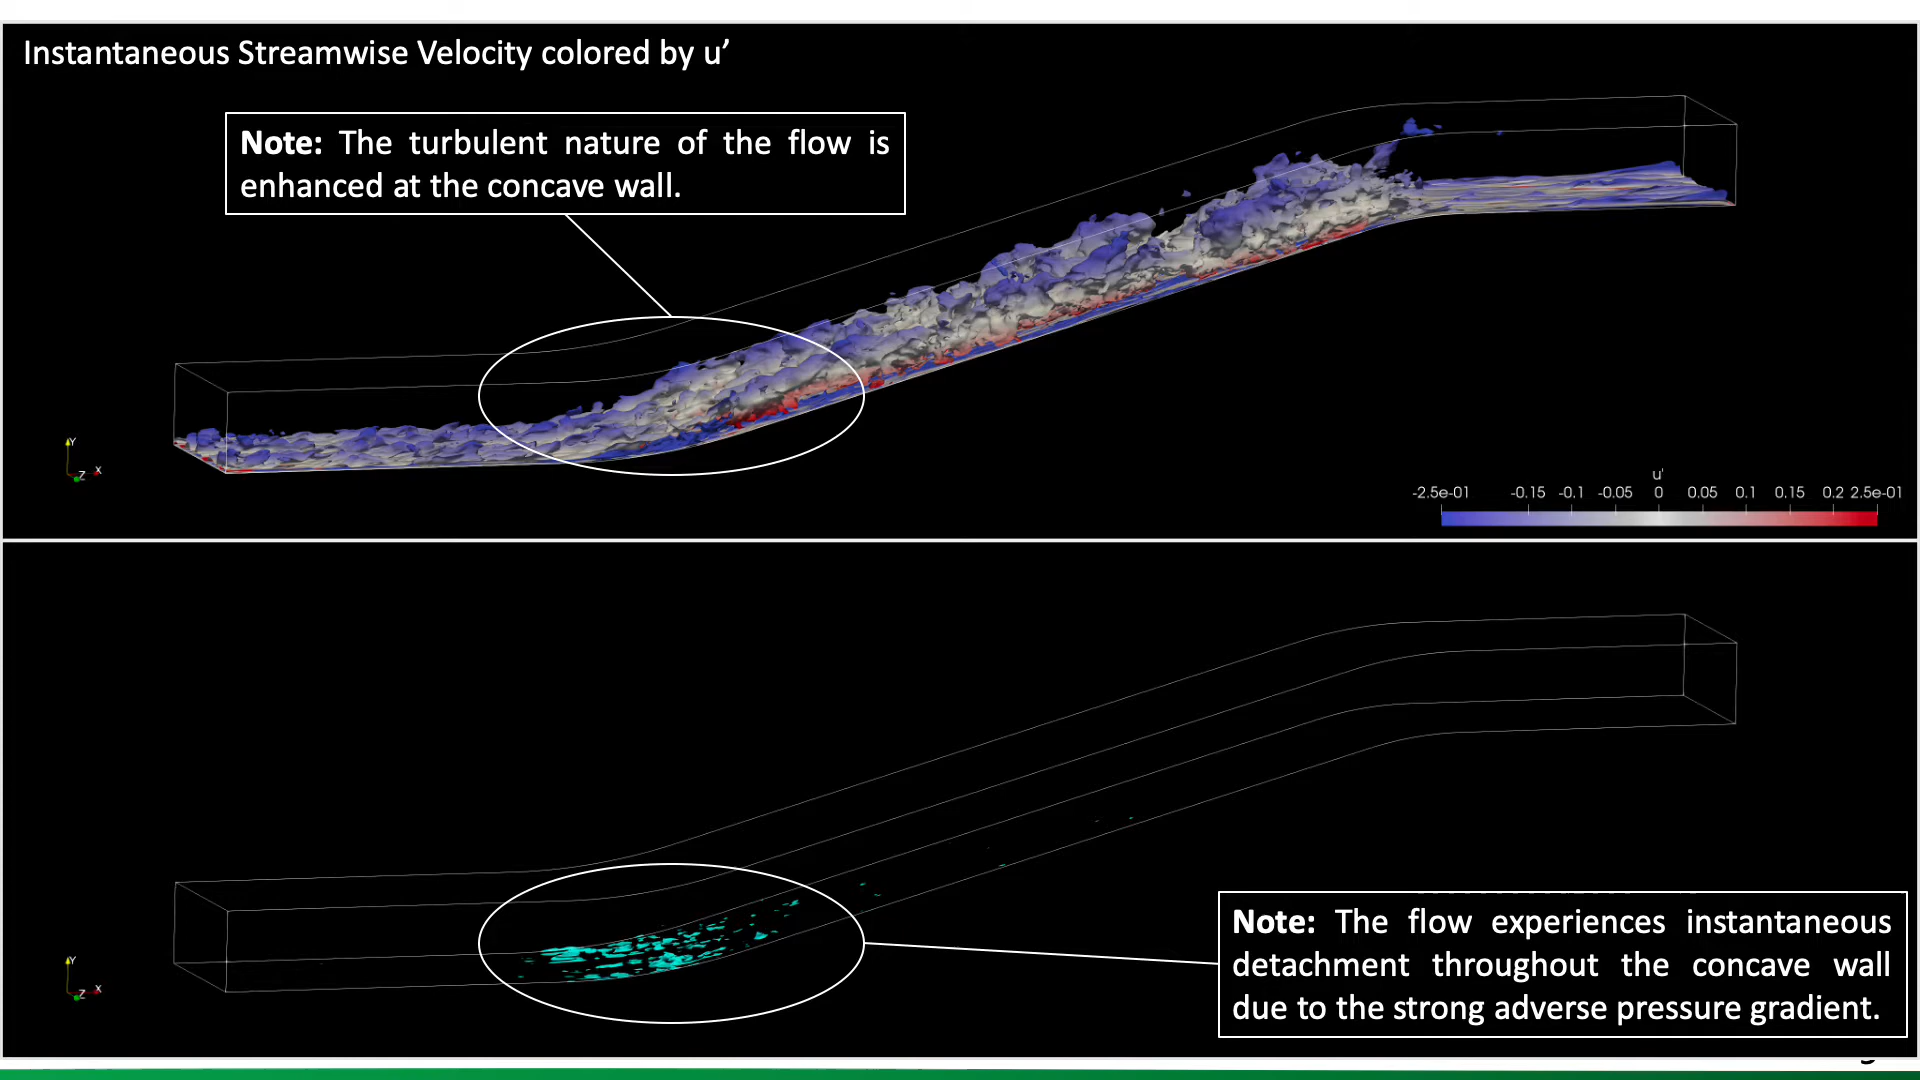 Instantaneous Streamwise Velocity colored by u’
Note: The turbulent nature of the flow is
enhanced at the concave wall.
Y
Z X
u'
-2.5e-01 -0.15 -0.1 -0.05 0 0.05 0.1 0.15 0.2 2.5e-01
Note: The flow experiences instantaneous
detachment throughout the concave wall
due to the strong adverse pressure gradient.
Y
Z X